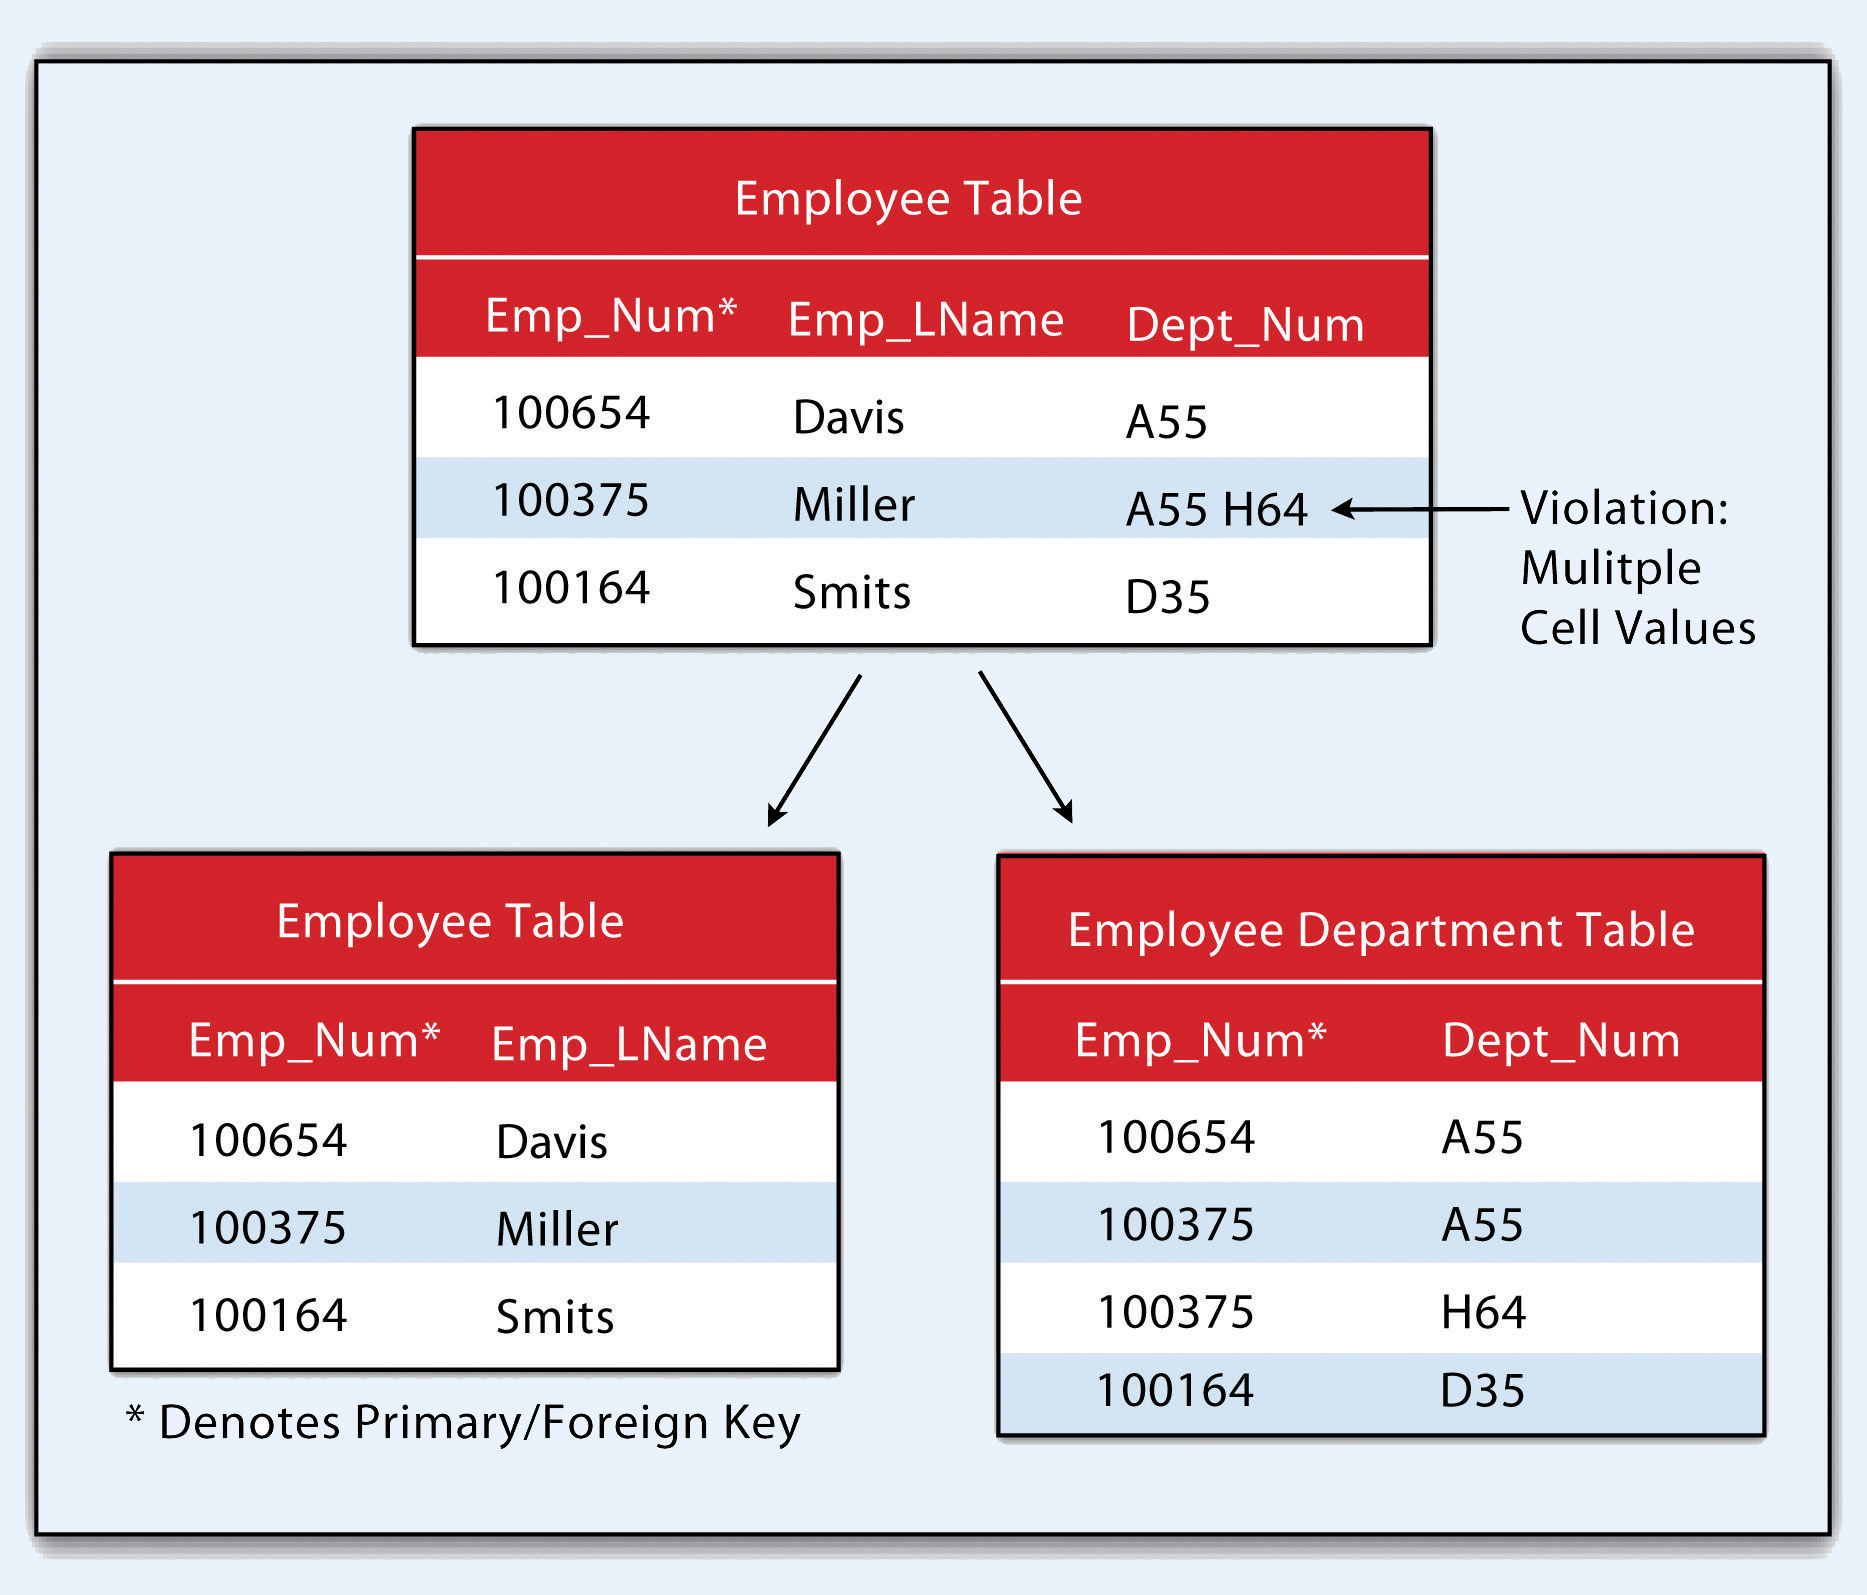 Employee Table
Emp_Num* Emp_LName Dept_Num
100654 Davis A55
100375 Miller A55 H64
100164 Smits D35
Violation:
Mulitple
Cell Values
Employee Table
Emp_Num* Emp_LName
100654 Davis
100375 Miller
100164 Smits
* Denotes Primary/Foreign Key
Employee Department Table
Emp_Num* Dept_Num
100654 A55
100375 A55
100375 H64
100164 D35